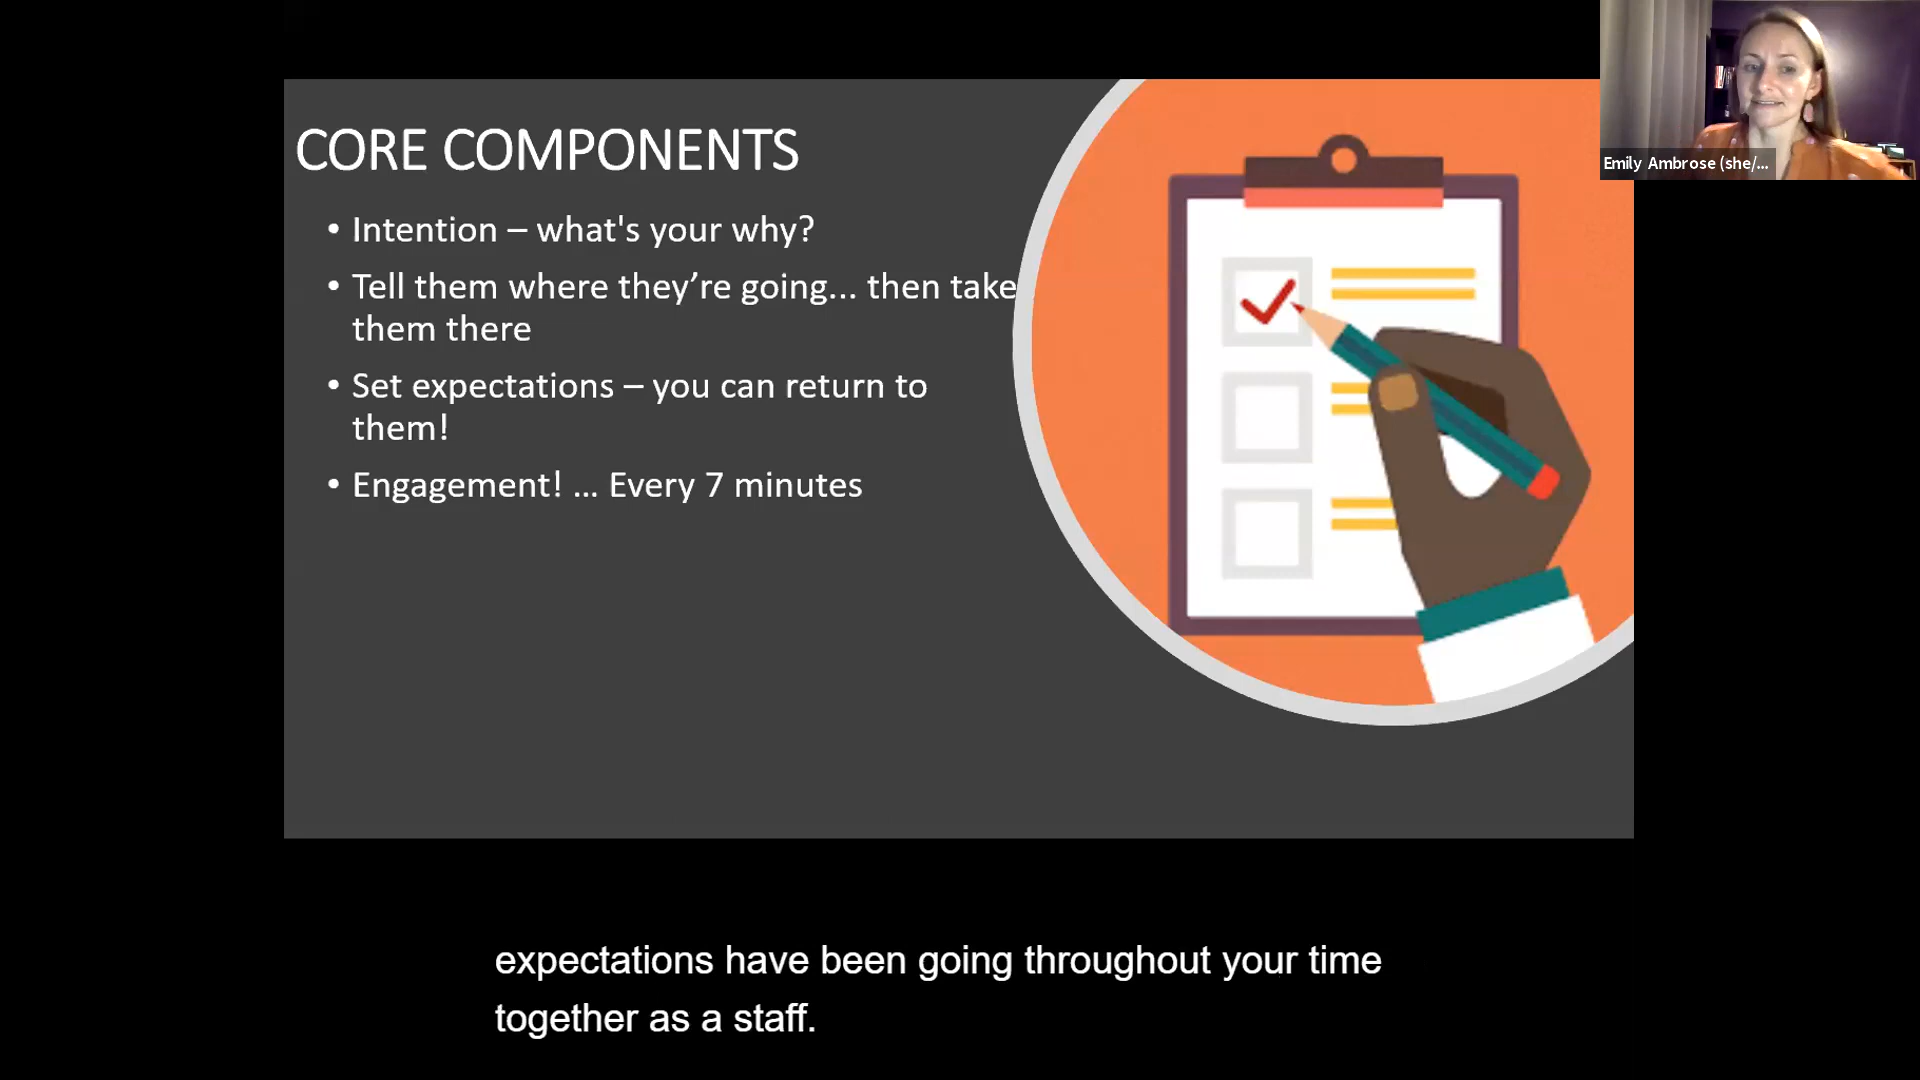 CORE COMPONENTS
• Intention – what's your why?
• Tell them where they’re going... then take
them there
• Set expectations – you can return to
them!
• Engagement! ... Every 7 minutes
Emily Ambrose (she/...
expectations have been going throughout your time
together as a staff.